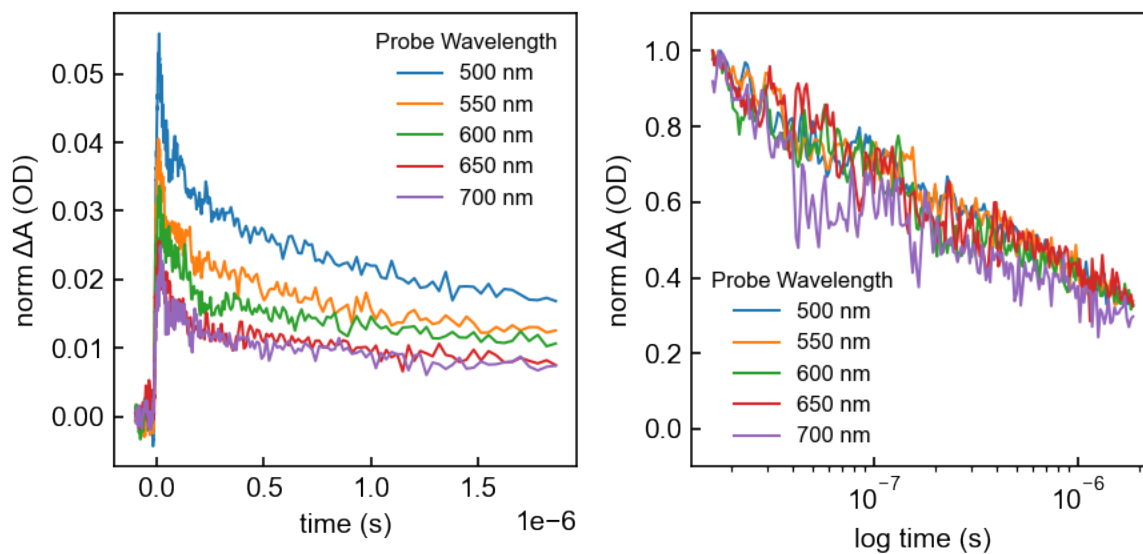 norm ΔA (OD)
0.05
0.04
0.03
0.02
0.01
0.00
Probe Wavelength
500 nm
550 nm
600 nm
650 nm
700 nm
0.0 0.5 1.0 1.5
1e−6
time (s)
norm ΔA (OD)
1.0
0.8
0.6
0.4
0.2
0.0
Probe Wavelength
500 nm
550 nm
600 nm
650 nm
700 nm
10⁻⁷ 10⁻⁶
log time (s)